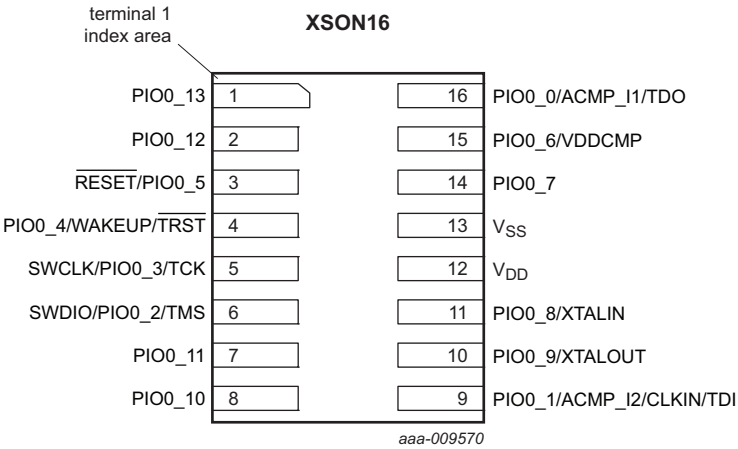 terminal 1
index area
XSON16
PIO0_13 1
16 PIO0_0/ACMP_I1/TDO
PIO0_12 2
15 PIO0_6/VDDCMP
RESET/PIO0_5 3
14 PIO0_7
PIO0_4/WAKEUP/TRST 4
13 VSS
SWCLK/PIO0_3/TCK 5
12 VDD
SWDIO/PIO0_2/TMS 6
11 PIO0_8/XTALIN
PIO0_11 7
10 PIO0_9/XTALOUT
PIO0_10 8
9 PIO0_1/ACMP_I2/CLKIN/TDI
aaa-009570